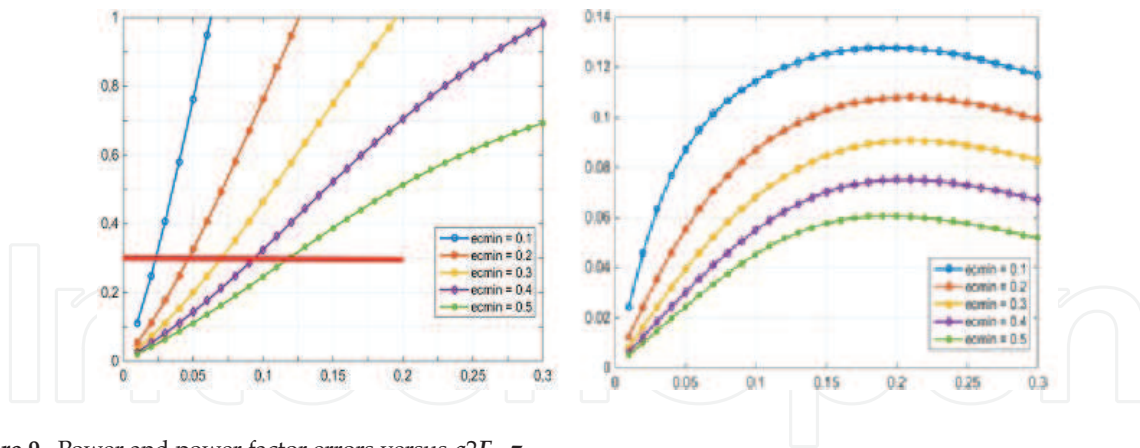 1
0.8
0.6
0.4
0.2
0
0.
0.05
0.1
0.15
0.2
0.25
0.3
ecmin = 0.1
ecmin = 0.2
ecmin = 0.3
ecmin = 0.4
ecmin = 0.5
0.14
0.12
0.1
0.08
0.06
0.04
0.02
0
0
0.05
0.1
0.15
0.2
0.25
0.3
ecmin = 0.1
ecmin = 0.2
ecmin = 0.3
ecmin = 0.4
ecmin = 0.5
Power and power factor errors versus